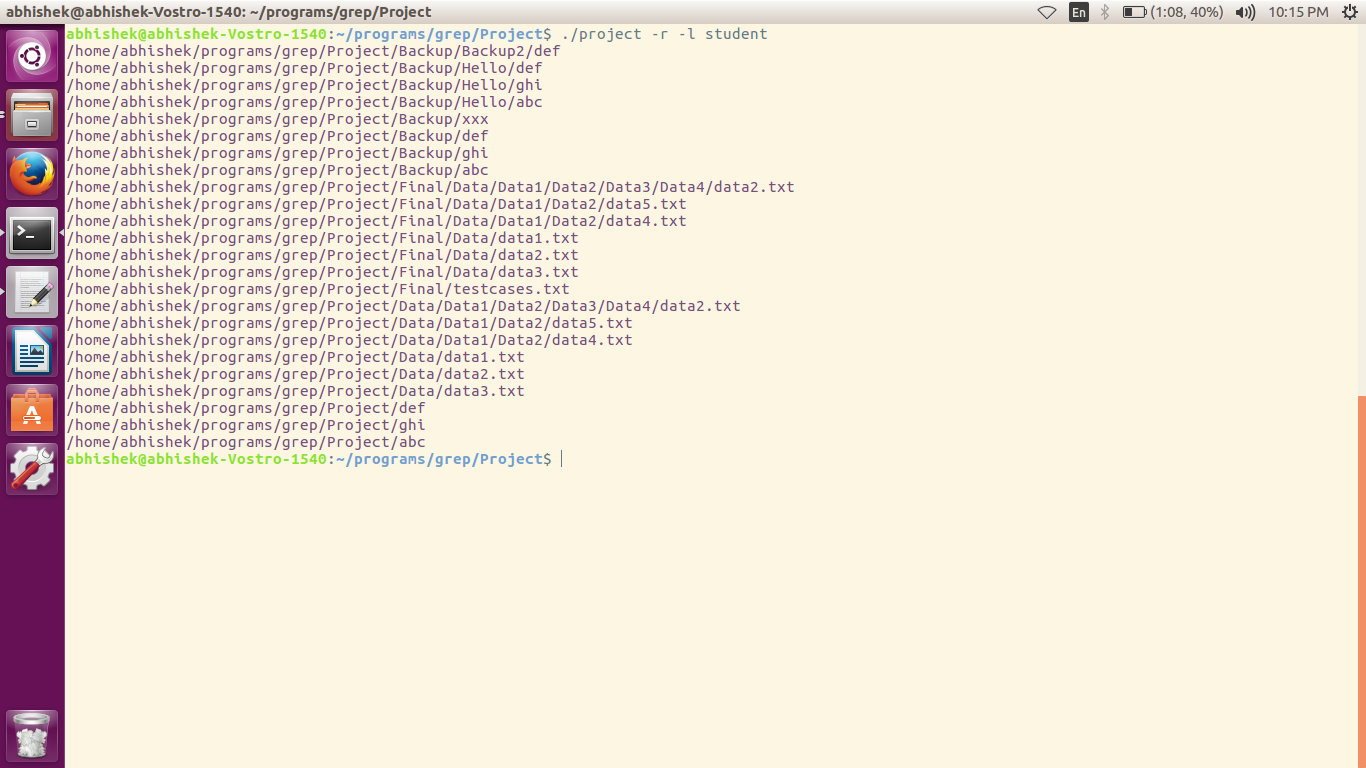 abhishek@abhishek-Vostro-1540: ~/programs/grep/Project
En (1:08, 40%) 10:15 PM
abhishek@abhishek-Vostro-1540:~/programs/grep/Project$ ./project -r -l student
/home/abhishek/programs/grep/Project/Backup/Backup2/def
/home/abhishek/programs/grep/Project/Backup/Hello/def
/home/abhishek/programs/grep/Project/Backup/Hello/ghi
/home/abhishek/programs/grep/Project/Backup/Hello/abc
/home/abhishek/programs/grep/Project/Backup/xxx
/home/abhishek/programs/grep/Project/Backup/def
/home/abhishek/programs/grep/Project/Backup/ghi
/home/abhishek/programs/grep/Project/Backup/abc
/home/abhishek/programs/grep/Project/Final/Data/Data1/Data2/Data3/Data4/data2.txt
/home/abhishek/programs/grep/Project/Final/Data/Data1/Data2/data5.txt
/home/abhishek/programs/grep/Project/Final/Data/Data1/Data2/data4.txt
/home/abhishek/programs/grep/Project/Final/Data/data1.txt
/home/abhishek/programs/grep/Project/Final/Data/data2.txt
/home/abhishek/programs/grep/Project/Final/Data/data3.txt
/home/abhishek/programs/grep/Project/Final/testcases.txt
/home/abhishek/programs/grep/Project/Data/Data1/Data2/Data3/Data4/data2.txt
/home/abhishek/programs/grep/Project/Data/Data1/Data2/data5.txt
/home/abhishek/programs/grep/Project/Data/Data1/Data2/data4.txt
/home/abhishek/programs/grep/Project/Data/data1.txt
/home/abhishek/programs/grep/Project/Data/data2.txt
/home/abhishek/programs/grep/Project/Data/data3.txt
/home/abhishek/programs/grep/Project/def
/home/abhishek/programs/grep/Project/ghi
/home/abhishek/programs/grep/Project/abc
abhishek@abhishek-Vostro-1540:~/programs/grep/Project$